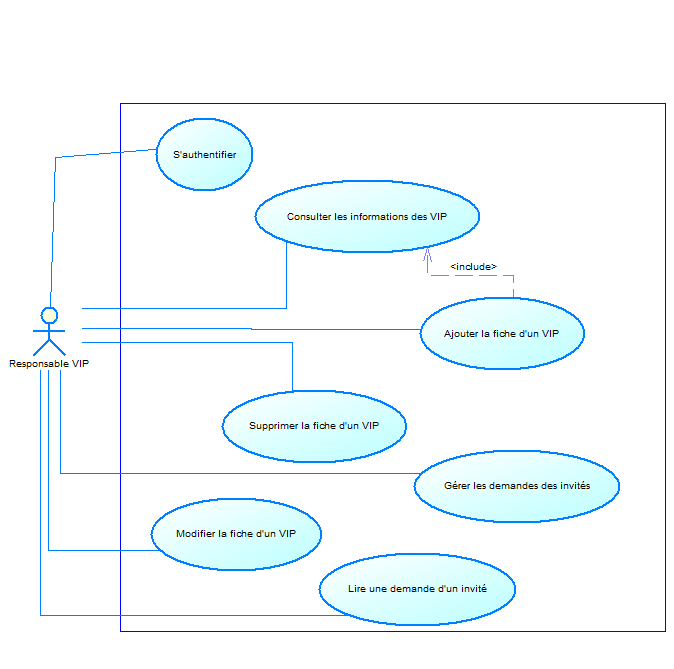 S'authentifier
Consulter les informations des VIP
<include>
Ajouter la fiche d'un VIP
Responsable VIP
Supprimer la fiche d'un VIP
Gérer les demandes des invités
Modifier la fiche d'un VIP
Lire une demande d'un invité